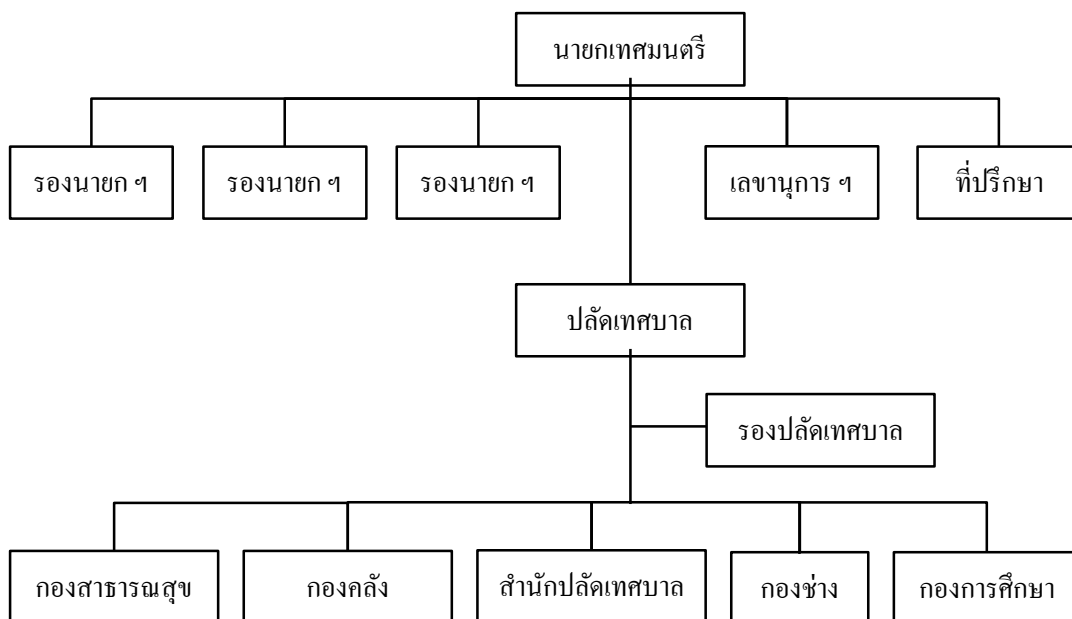 นายกเทศมนตรี
รองนายก ฯ
รองนายก ฯ
รองนายก ฯ
เลขานุการ ฯ
ที่ปรึกษา
ปลัดเทศบาล
รองปลัดเทศบาล
กองสาธารณสุข
กองคลัง
สำนักปลัดเทศบาล
กองช่าง
กองการศึกษา